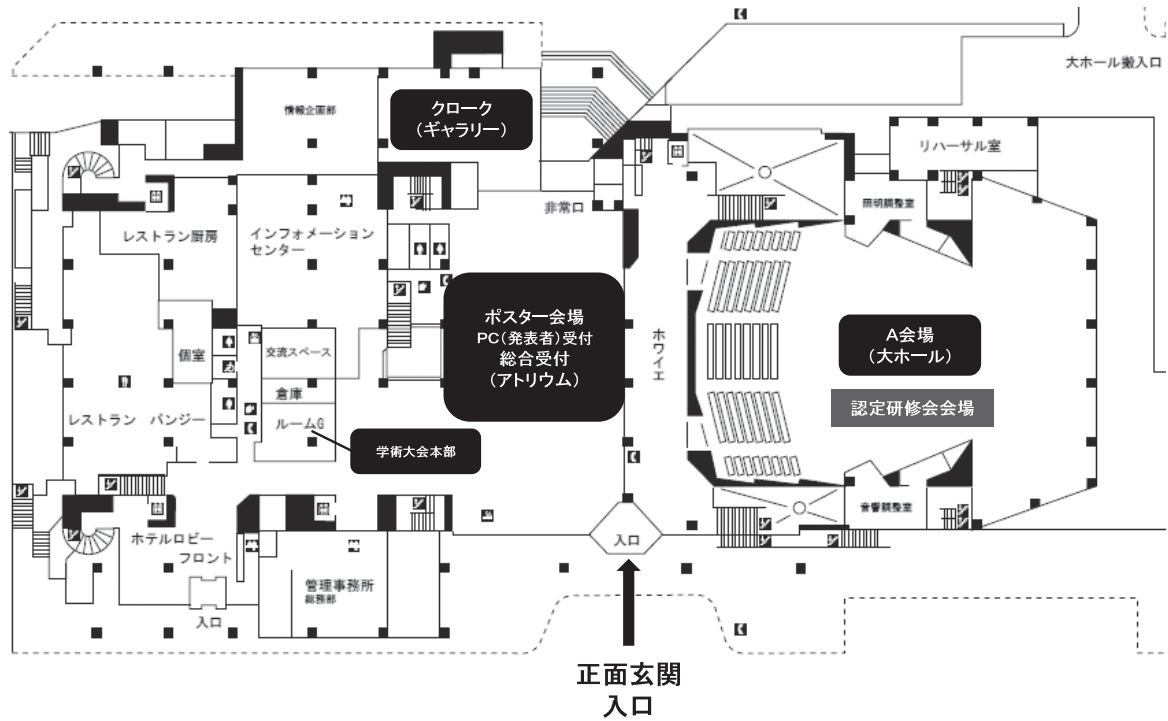 大ホール搬入口
クローク
(ギャラリー)
情報企画部
リハーサル室
非常口
照明調整室
レストラン厨房
インフォメーション
センター
ポスター会場
PC(発表者)受付
総合受付
(アトリウム)
ホワイエ
A会場
(大ホール)
個室
交流スペース
倉庫
認定研修会会場
レストラン パンジー
ルームG
学術大会本部
音響調整室
ホテルロビー
フロント
入口
管理事務所
総務部
入口
正面玄関
入口